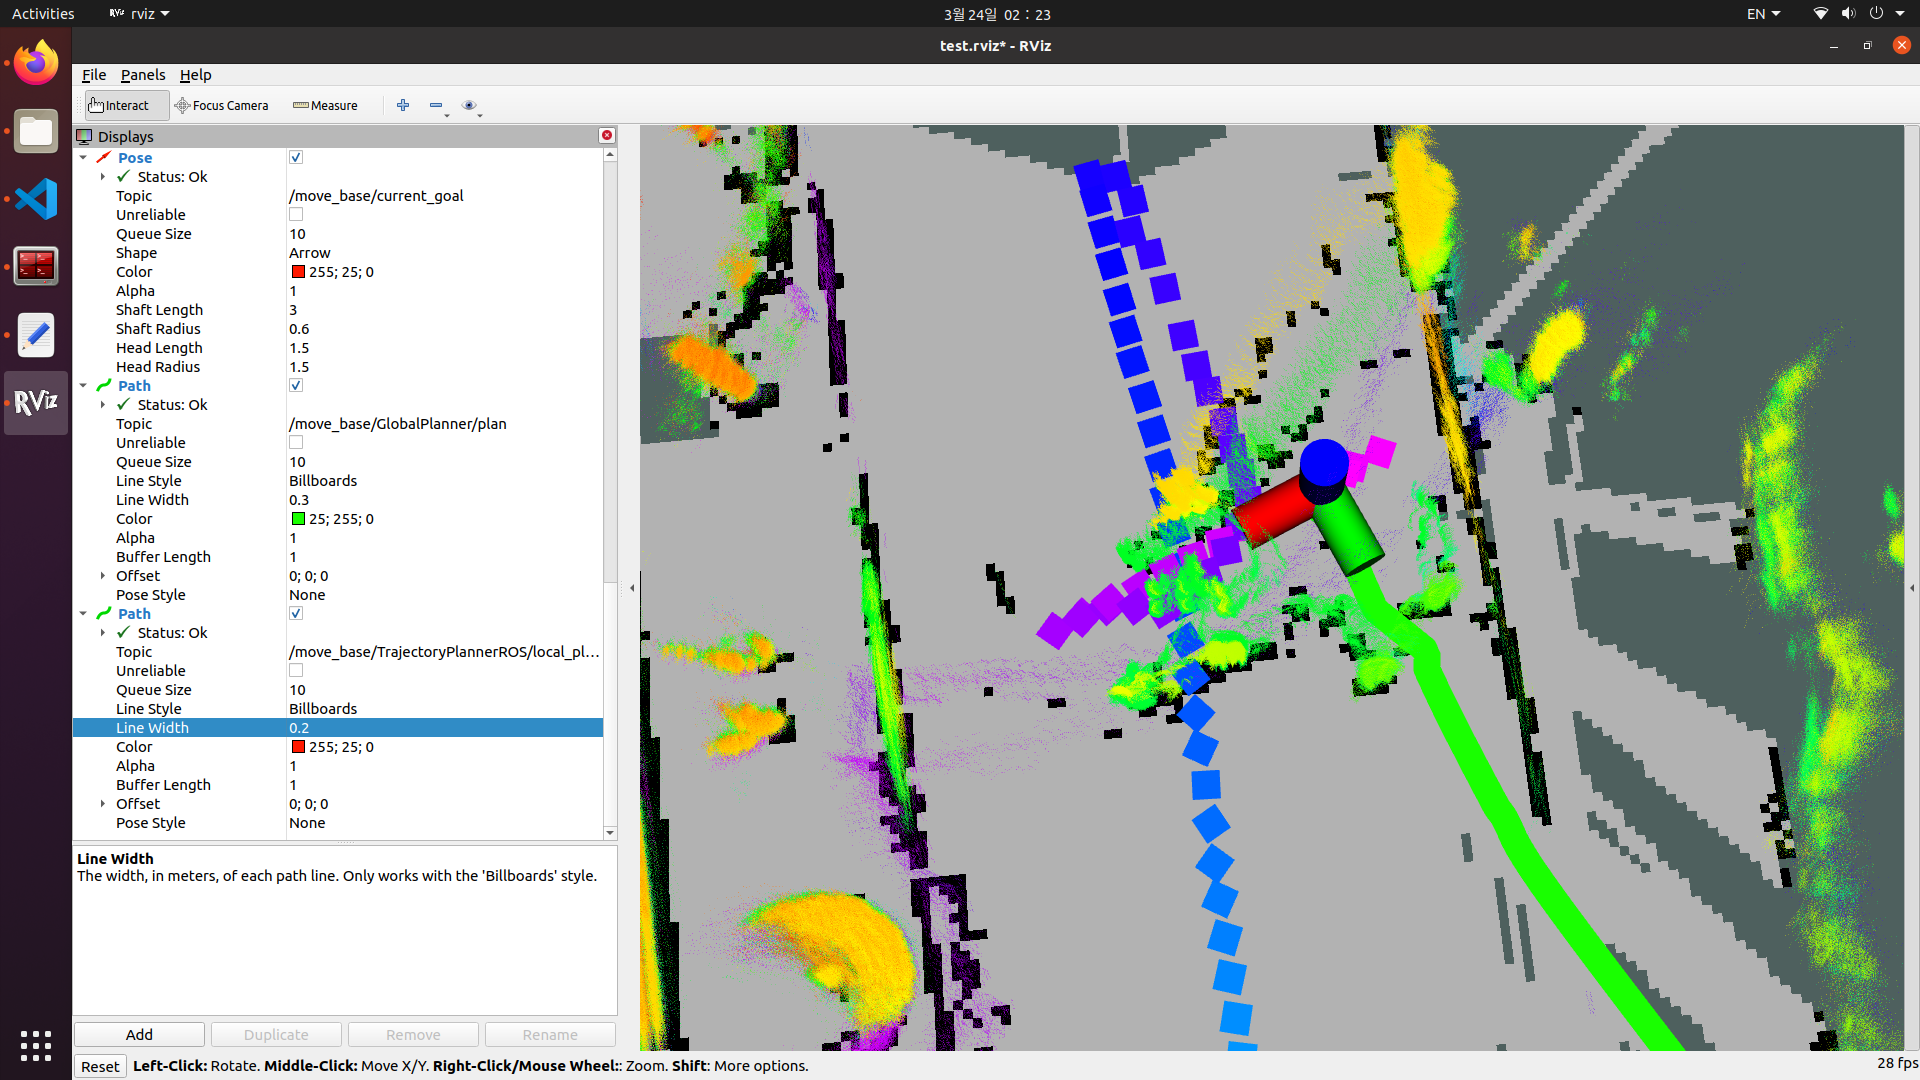 Activities rviz 3월 24일 02 : 23 EN
test.rviz* - RViz
File Panels Help
Interact Focus Camera Measure
Displays
Pose
Status: Ok
Topic /move_base/current_goal
Unreliable
Queue Size 10
Shape Arrow
Color 255; 25; 0
Alpha 1
Shaft Length 3
Shaft Radius 0.6
Head Length 1.5
Head Radius 1.5
Path
Status: Ok
Topic /move_base/GlobalPlanner/plan
Unreliable
Queue Size 10
Line Style Billboards
Line Width 0.3
Color 25; 255; 0
Alpha 1
Buffer Length 1
Offset 0; 0; 0
Pose Style None
Path
Status: Ok
Topic /move_base/TrajectoryPlannerROS/local_pl...
Unreliable
Queue Size 10
Line Style Billboards
Line Width 0.2
Color 255; 25; 0
Alpha 1
Buffer Length 1
Offset 0; 0; 0
Pose Style None
Line Width
The width, in meters, of each path line. Only works with the 'Billboards' style.
Add Duplicate Remove Rename
Reset Left-Click: Rotate. Middle-Click: Move X/Y. Right-Click/Mouse Wheel:: Zoom. Shift: More options. 28 fps
RViz